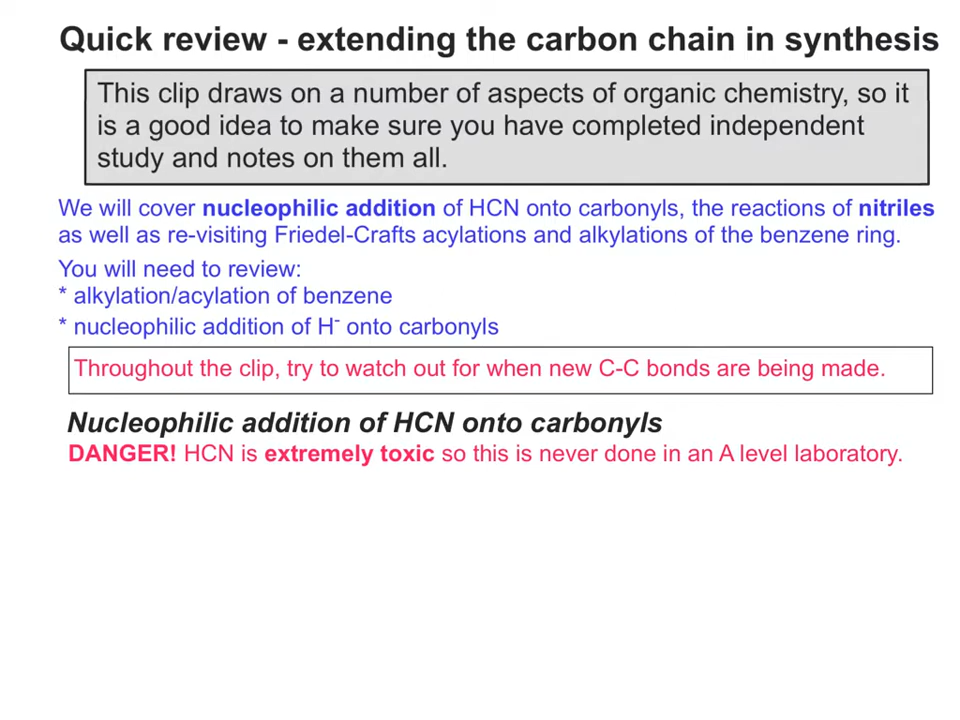 Quick review - extending the carbon chain in synthesis
This clip draws on a number of aspects of organic chemistry, so it
is a good idea to make sure you have completed independent
study and notes on them all.
We will cover nucleophilic addition of HCN onto carbonyls, the reactions of nitriles
as well as re-visiting Friedel-Crafts acylations and alkylations of the benzene ring.
You will need to review:
* alkylation/acylation of benzene
* nucleophilic addition of H⁻ onto carbonyls
Throughout the clip, try to watch out for when new C-C bonds are being made.
Nucleophilic addition of HCN onto carbonyls
DANGER! HCN is extremely toxic so this is never done in an A level laboratory.